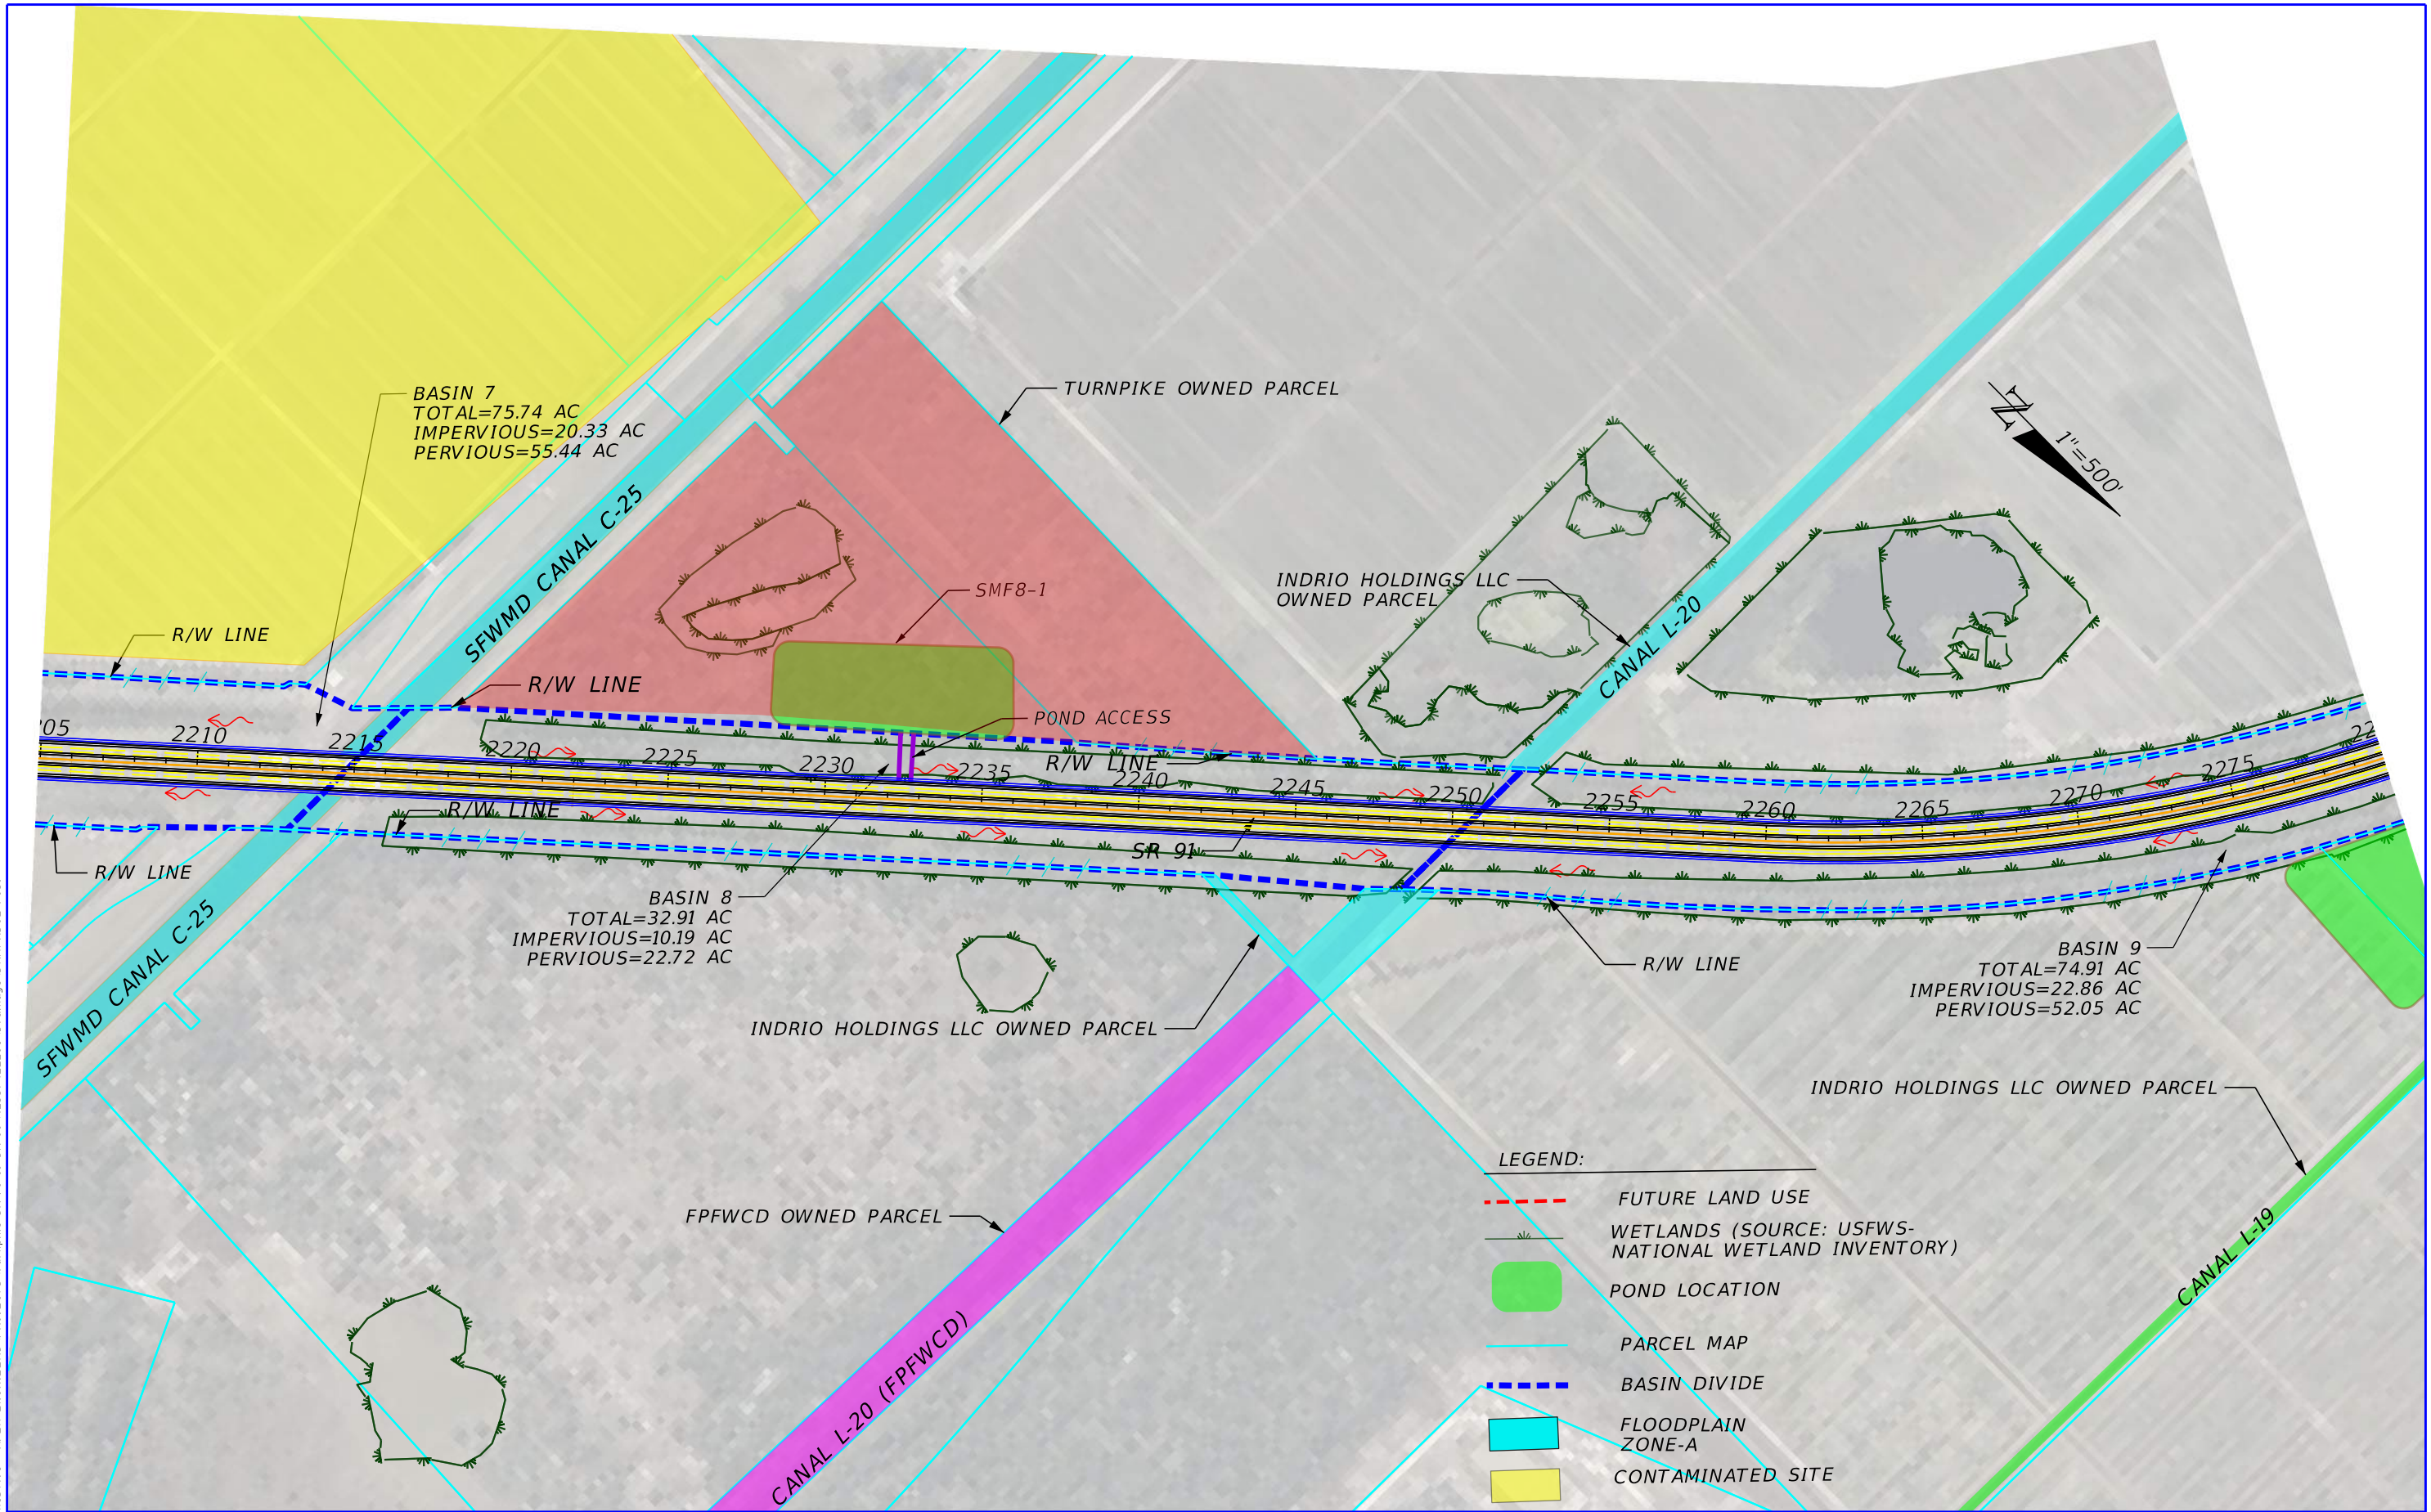 BASIN 7
TOTAL=75.74 AC
IMPERVIOUS=20.33 AC
PERVIOUS=55.44 AC
TURNPIKE OWNED PARCEL
N
1"=500'
SFWMD CANAL C-25
SMF8-1
INDRIO HOLDINGS LLC
OWNED PARCEL
CANAL L-20
R/W LINE
R/W LINE
POND ACCESS
R/W LINE
2210
2215
2220
2225
2230
2235
2240
2245
2250
2255
2260
2265
2270
2275
R/W LINE
SR 91
R/W LINE
BASIN 8
TOTAL=32.91 AC
IMPERVIOUS=10.19 AC
PERVIOUS=22.72 AC
SFWMD CANAL C-25
INDRIO HOLDINGS LLC OWNED PARCEL
R/W LINE
BASIN 9
TOTAL=74.91 AC
IMPERVIOUS=22.86 AC
PERVIOUS=52.05 AC
INDRIO HOLDINGS LLC OWNED PARCEL
FPFWCD OWNED PARCEL
CANAL L-20 (FPFWCD)
CANAL L-19
LEGEND:
FUTURE LAND USE
WETLANDS (SOURCE: USFWS-
NATIONAL WETLAND INVENTORY)
POND LOCATION
PARCEL MAP
BASIN DIVIDE
FLOODPLAIN
ZONE-A
CONTAMINATED SITE